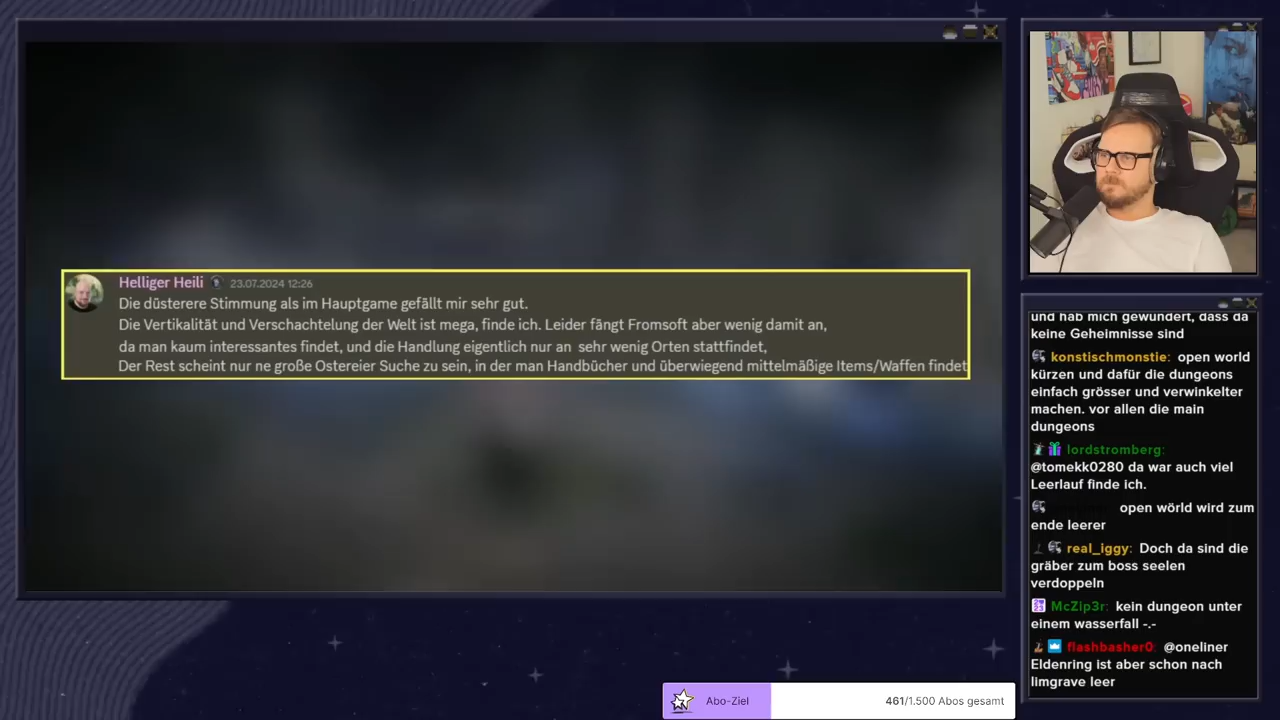 Helliger Heili 23.07.2024 12:26
Die düsterere Stimmung als im Hauptgame gefällt mir sehr gut.
Die Vertikalität und Verschachtelung der Welt ist mega, finde ich. Leider fängt Fromsoft aber wenig damit an,
da man kaum interessantes findet, und die Handlung eigentlich nur an sehr wenig Orten stattfindet,
Der Rest scheint nur ne große Ostereier Suche zu sein, in der man Handbücher und überwiegend mittelmäßige Items/Waffen findet
und hab mich gewundert, dass da
keine Geheimnisse sind
konstischmonstie: open world
kürzen und dafür die dungeons
einfach grösser und verwinkelter
machen. vor allen die main
dungeons
lordstromberg:
@tomekk0280 da war auch viel
Leerlauf finde ich.
open wörld wird zum
ende leerer
real_iggy: Doch da sind die
gräber zum boss seelen
verdoppeln
McZip3r: kein dungeon unter
einem wasserfall -.-
flashbasher0: @oneliner
Eldenring ist aber schon nach
limgrave leer
Abo-Ziel
461/1.500 Abos gesamt